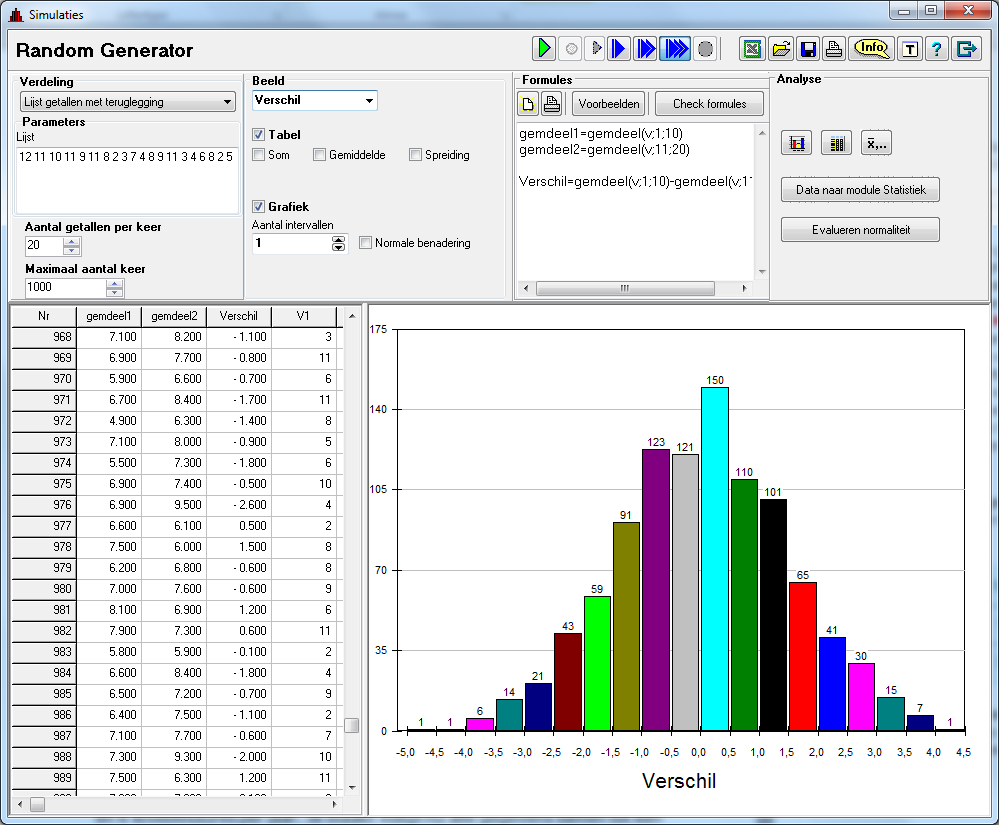 Simulaties
Random Generator
Info
T
?
Verdeling
Lijst getallen met teruglegging
Parameters
Lijst
12 11 10 11 9 11 8 2 3 7 4 8 9 11 3 4 6 8 2 5
Aantal getallen per keer
20
Maximaal aantal keer
1000
Beeld
Verschil
Tabel
Som Gemiddelde Spreiding
Grafiek
Aantal intervallen
1 Normale benadering
Formules
Voorbeelden Check formules
gemdeel1=gemdeel(v;1;10)
gemdeel2=gemdeel(v;11;20)
Verschil=gemdeel(v;1;10)-gemdeel(v;1
Analyse
x,..
Data naar module Statistiek
Evalueren normaliteit
Nr gemdeel1 gemdeel2 Verschil V1
968 7.100 8.200 - 1.100 3
969 6.900 7.700 - 0.800 11
970 5.900 6.600 - 0.700 6
971 6.700 8.400 - 1.700 11
972 4.900 6.300 - 1.400 8
973 7.100 8.000 - 0.900 5
974 5.500 7.300 - 1.800 6
975 6.900 7.400 - 0.500 10
976 6.900 9.500 - 2.600 4
977 6.600 6.100 0.500 2
978 7.500 6.000 1.500 8
979 6.200 6.800 - 0.600 8
980 7.000 7.600 - 0.600 9
981 8.100 6.900 1.200 6
982 7.900 7.300 0.600 11
983 5.800 5.900 - 0.100 2
984 6.600 8.400 - 1.800 4
985 6.500 7.200 - 0.700 9
986 6.400 7.500 - 1.100 2
987 7.100 7.700 - 0.600 7
988 7.300 9.300 - 2.000 10
989 7.500 6.300 1.200 11
175
140
105
70
35
0
1 1 6 14 21 43 59 91 123 121 150 110 101 65 41 30 15 7 1
-5,0 -4,5 -4,0 -3,5 -3,0 -2,5 -2,0 -1,5 -1,0 -0,5 0,0 0,5 1,0 1,5 2,0 2,5 3,0 3,5 4,0 4,5
Verschil